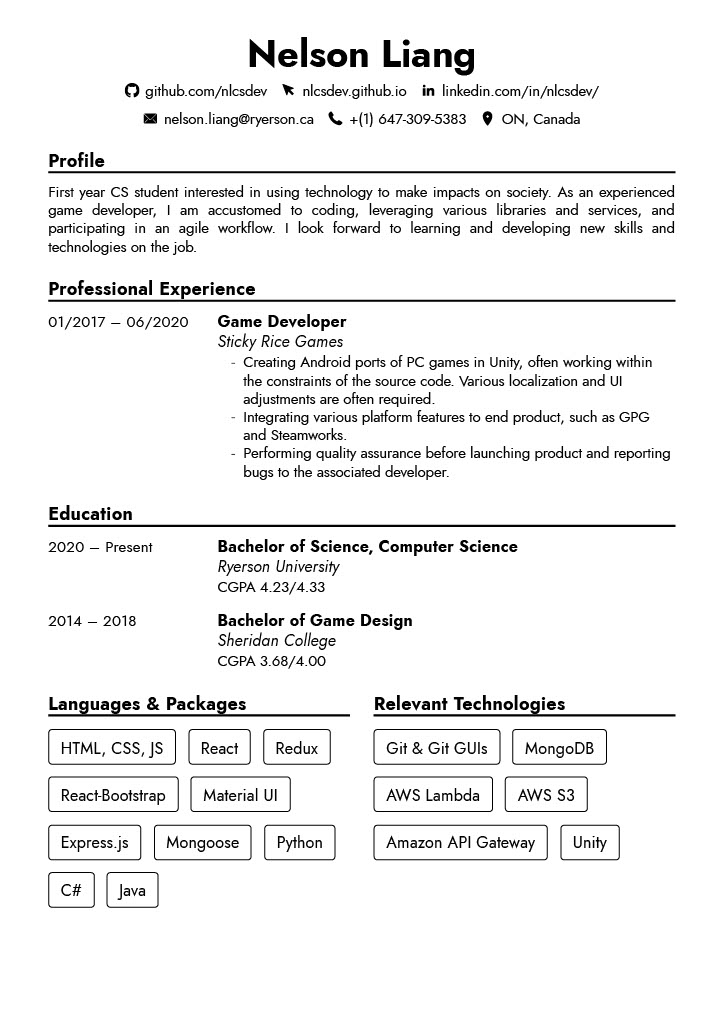 Nelson Liang
github.com/nlcsdev nlcsdev.github.io linkedin.com/in/nlcsdev/
nelson.liang@ryerson.ca +(1) 647-309-5383 ON, Canada
Profile
First year CS student interested in using technology to make impacts on society. As an experienced
game developer, I am accustomed to coding, leveraging various libraries and services, and
participating in an agile workflow. I look forward to learning and developing new skills and
technologies on the job.
Professional Experience
01/2017 – 06/2020 Game Developer
Sticky Rice Games
- Creating Android ports of PC games in Unity, often working within
the constraints of the source code. Various localization and UI
adjustments are often required.
- Integrating various platform features to end product, such as GPG
and Steamworks.
- Performing quality assurance before launching product and reporting
bugs to the associated developer.
Education
2020 – Present Bachelor of Science, Computer Science
Ryerson University
CGPA 4.23/4.33
2014 – 2018 Bachelor of Game Design
Sheridan College
CGPA 3.68/4.00
Languages & Packages
HTML, CSS, JS React Redux
React-Bootstrap Material UI
Express.js Mongoose Python
C# Java
Relevant Technologies
Git & Git GUIs MongoDB
AWS Lambda AWS S3
Amazon API Gateway Unity